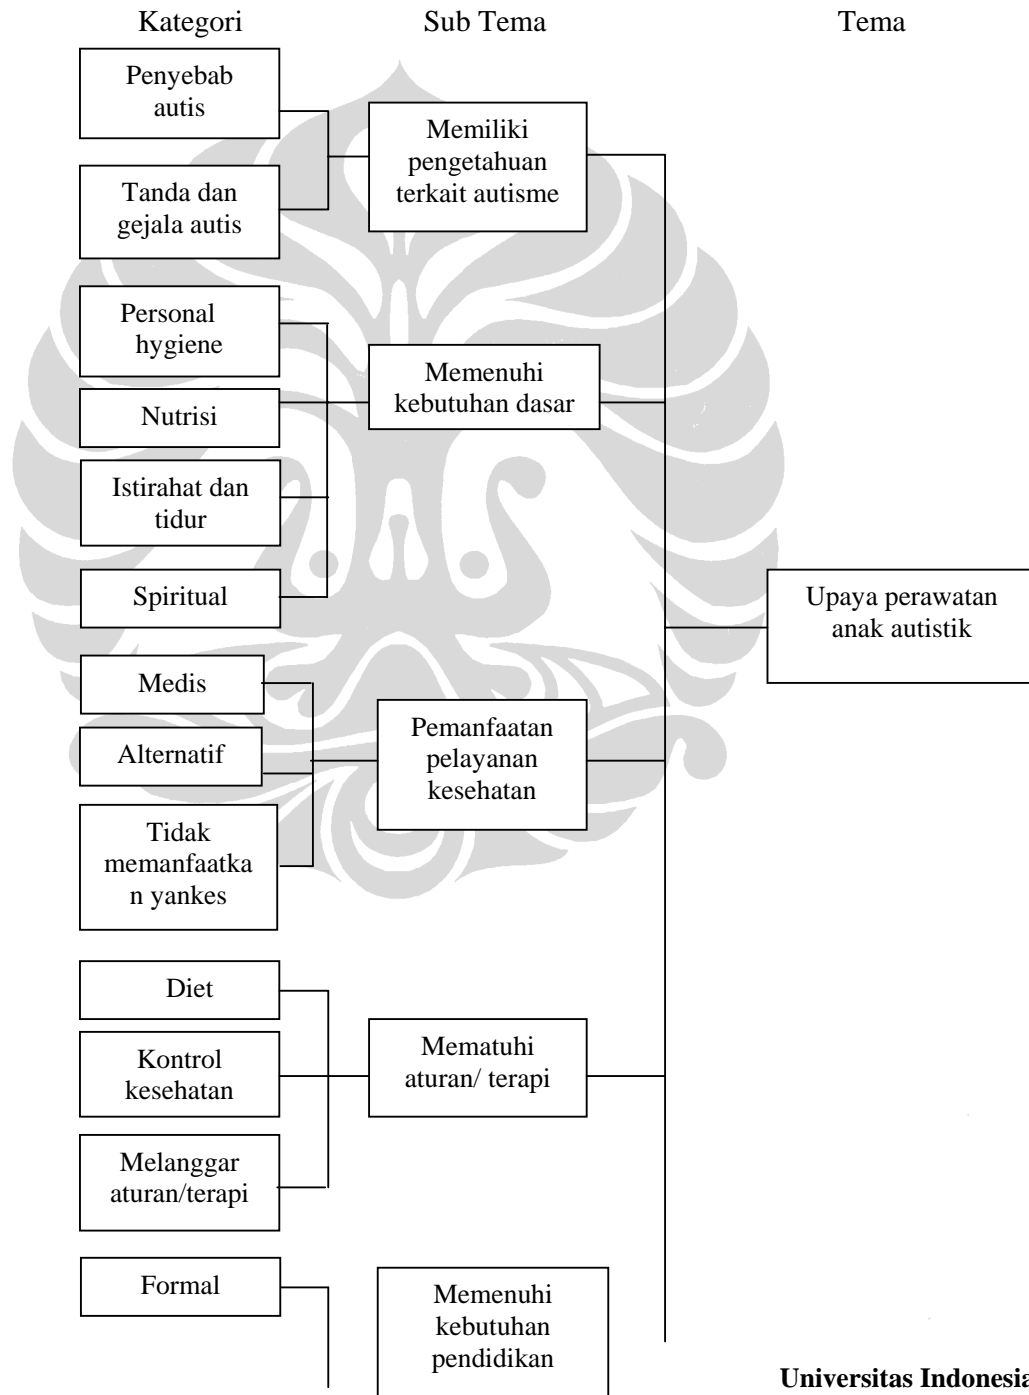 Kategori
Sub Tema
Tema
Penyebab
autis
Tanda dan
gejala autis
Memiliki
pengetahuan
terkait autisme
Personal
hygiene
Nutrisi
Istirahat dan
tidur
Spiritual
Memenuhi
kebutuhan dasar
Medis
Alternatif
Tidak
memanfaatka
n yankes
Pemanfaatan
pelayanan
kesehatan
Diet
Kontrol
kesehatan
Melanggar
aturan/terapi
Mematuhi
aturan/ terapi
Formal
Memenuhi
kebutuhan
pendidikan
Upaya perawatan
anak autistik
Universitas Indonesia